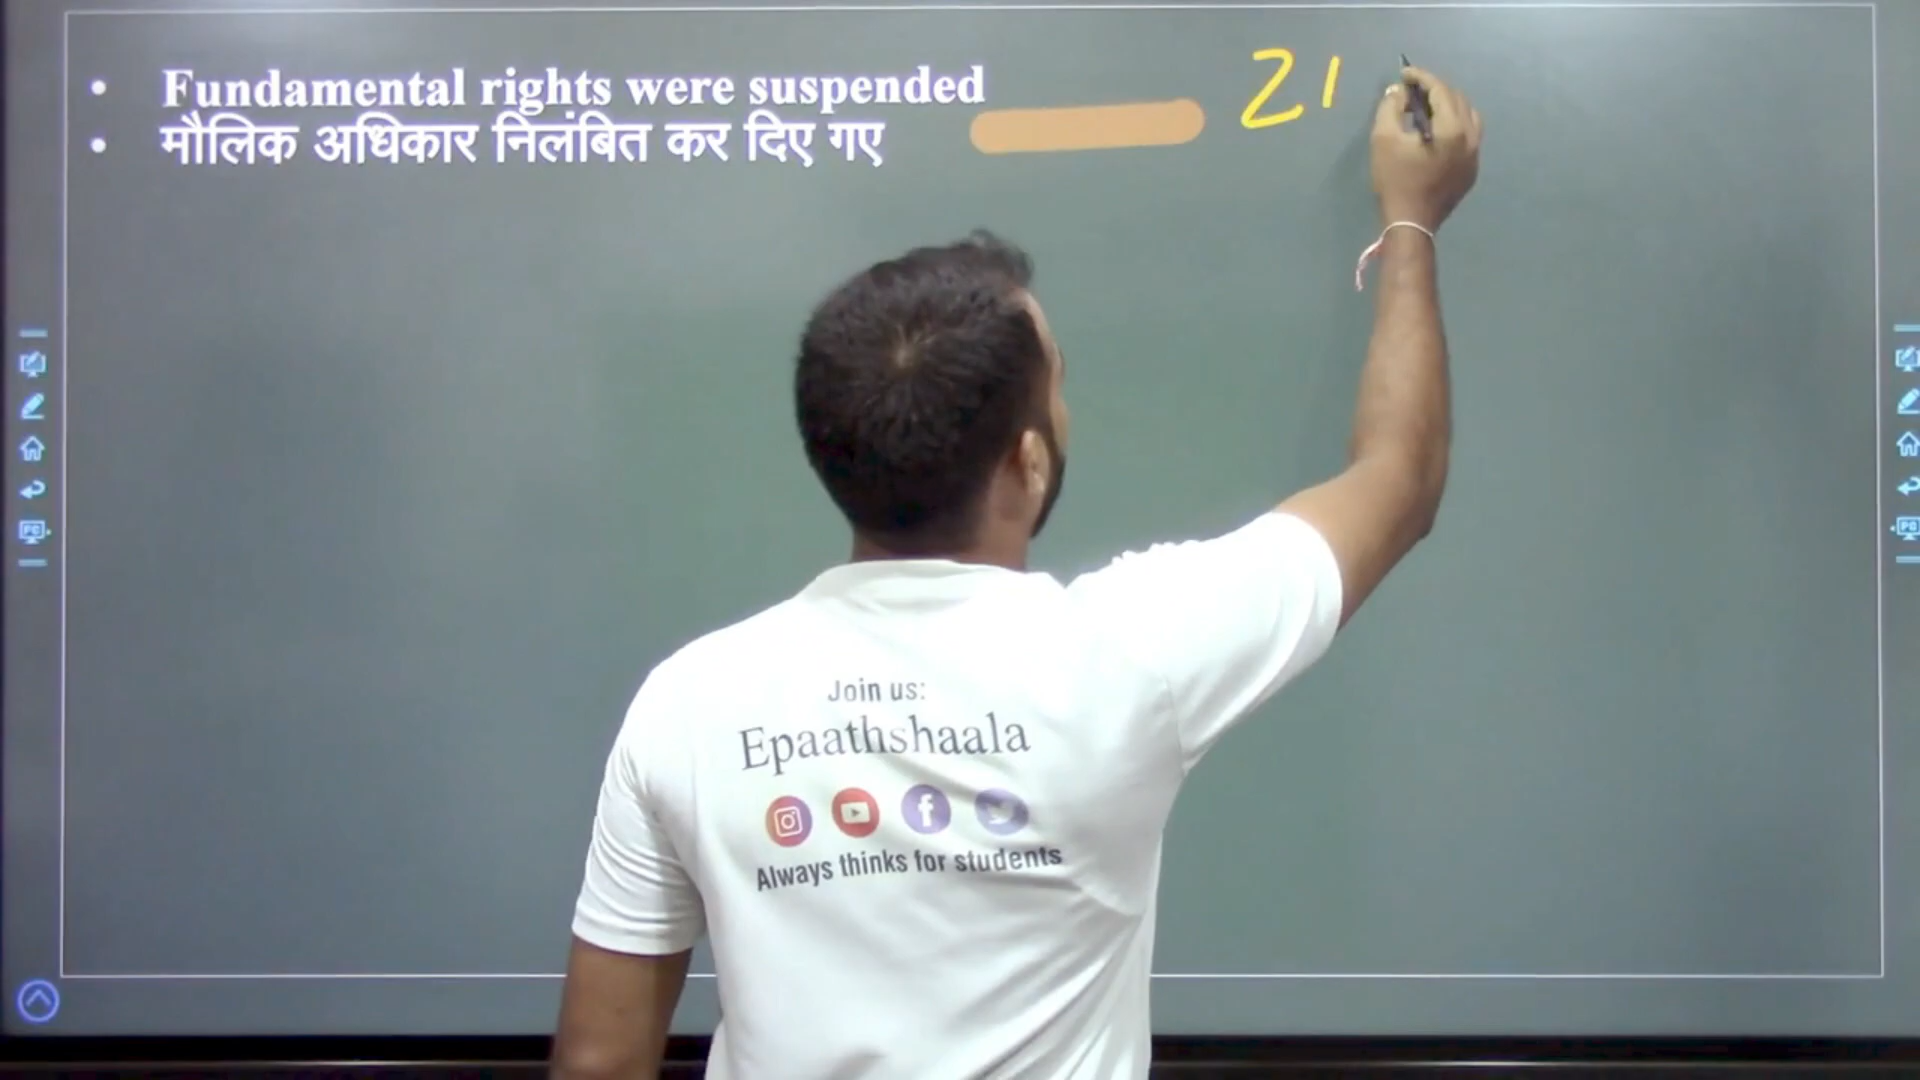 Fundamental rights were suspended
मौलिक अधिकार निलंबित कर दिए गए
21
Join us:
Epaathshaala
Always thinks for students